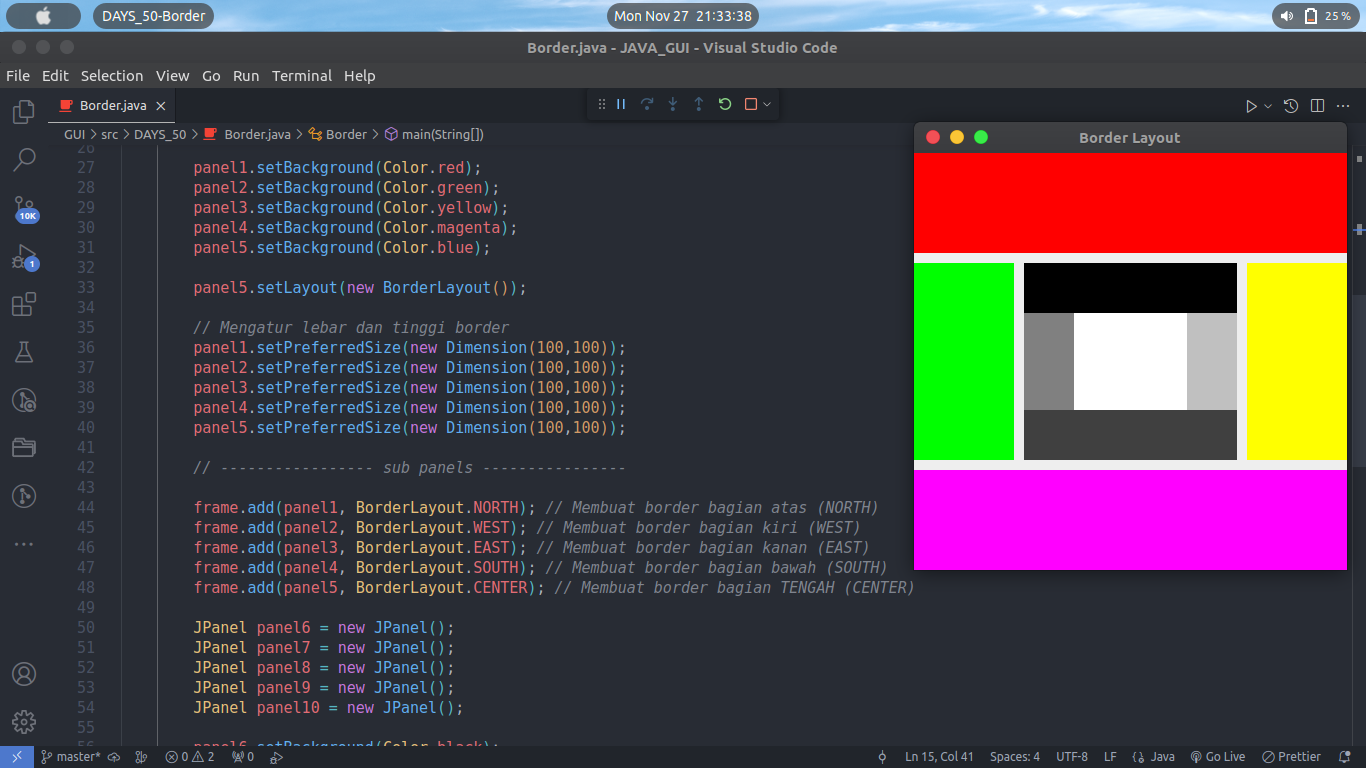 DAYS_50-Border
Mon Nov 27 21:33:38
25 %
Border.java - JAVA_GUI - Visual Studio Code
File Edit Selection View Go Run Terminal Help
Border.java
GUI > src > DAYS_50 > Border.java > Border > main(String[])
Border Layout
10K
1
26
27 panel1.setBackground(Color.red);
28 panel2.setBackground(Color.green);
29 panel3.setBackground(Color.yellow);
30 panel4.setBackground(Color.magenta);
31 panel5.setBackground(Color.blue);
32
33 panel5.setLayout(new BorderLayout());
34
35 // Mengatur lebar dan tinggi border
36 panel1.setPreferredSize(new Dimension(100,100));
37 panel2.setPreferredSize(new Dimension(100,100));
38 panel3.setPreferredSize(new Dimension(100,100));
39 panel4.setPreferredSize(new Dimension(100,100));
40 panel5.setPreferredSize(new Dimension(100,100));
41
42 // ----------------- sub panels ----------------
43
44 frame.add(panel1, BorderLayout.NORTH); // Membuat border bagian atas (NORTH)
45 frame.add(panel2, BorderLayout.WEST); // Membuat border bagian kiri (WEST)
46 frame.add(panel3, BorderLayout.EAST); // Membuat border bagian kanan (EAST)
47 frame.add(panel4, BorderLayout.SOUTH); // Membuat border bagian bawah (SOUTH)
48 frame.add(panel5, BorderLayout.CENTER); // Membuat border bagian TENGAH (CENTER)
49
50 JPanel panel6 = new JPanel();
51 JPanel panel7 = new JPanel();
52 JPanel panel8 = new JPanel();
53 JPanel panel9 = new JPanel();
54 JPanel panel10 = new JPanel();
55
56 panel6.setBackground(Color.black);
master* 0 2 0 Ln 15, Col 41 Spaces: 4 UTF-8 LF Java Go Live Prettier